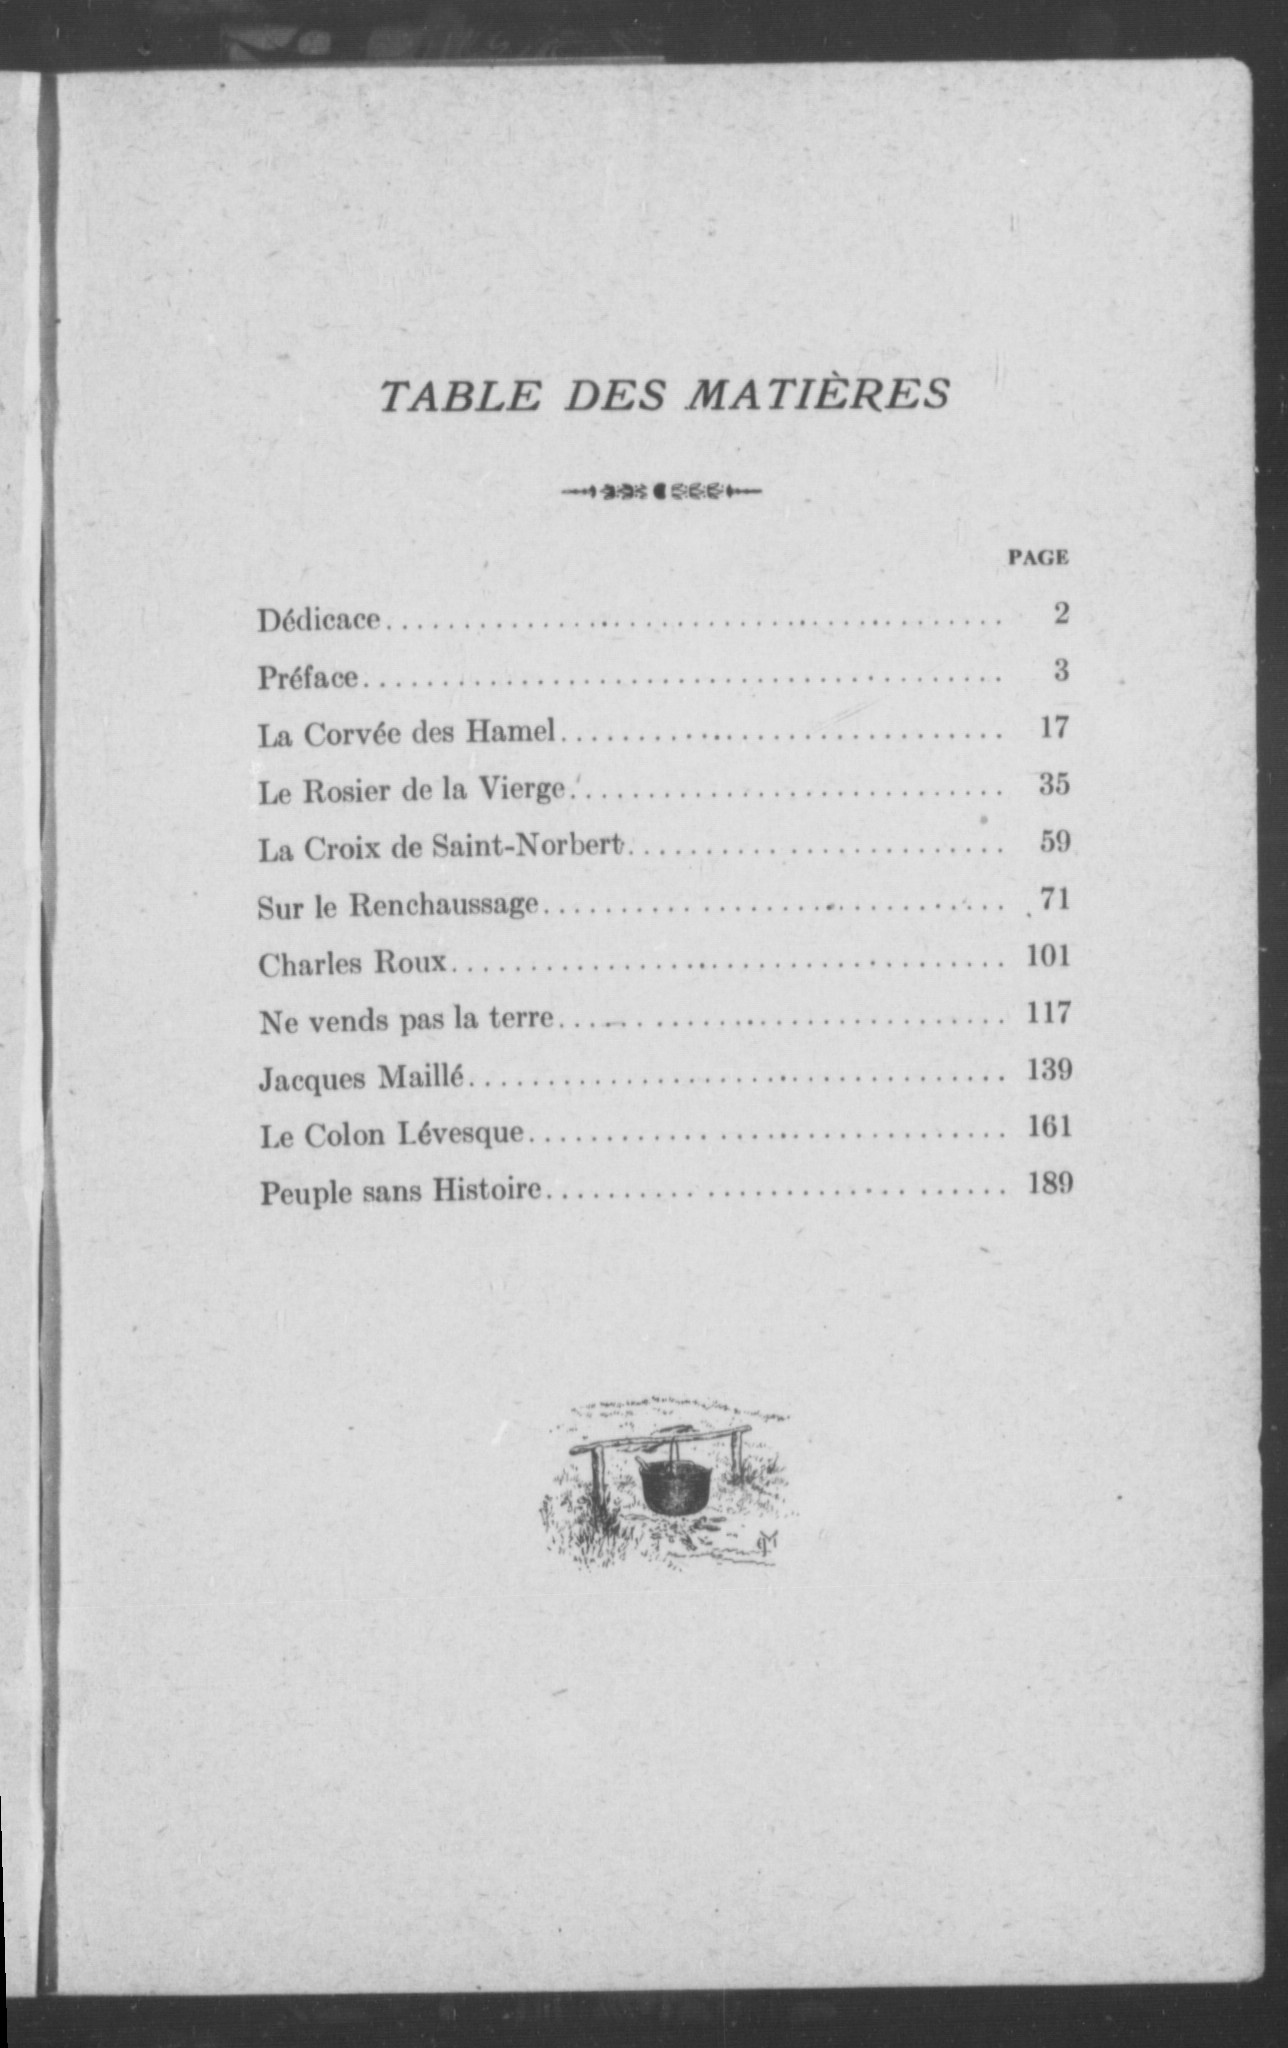 TABLE DES MATIÈRES
PAGE
Dédicace........................................ 2
Préface.......................................... 3
La Corvée des Hamel............................. 17
Le Rosier de la Vierge............................ 35
La Croix de Saint-Norbert......................... 59
Sur le Renchaussage.............................. 71
Charles Roux.................................... 101
Ne vends pas la terre............................. 117
Jacques Maillé................................... 139
Le Colon Lévesque............................... 161
Peuple sans Histoire.............................. 189